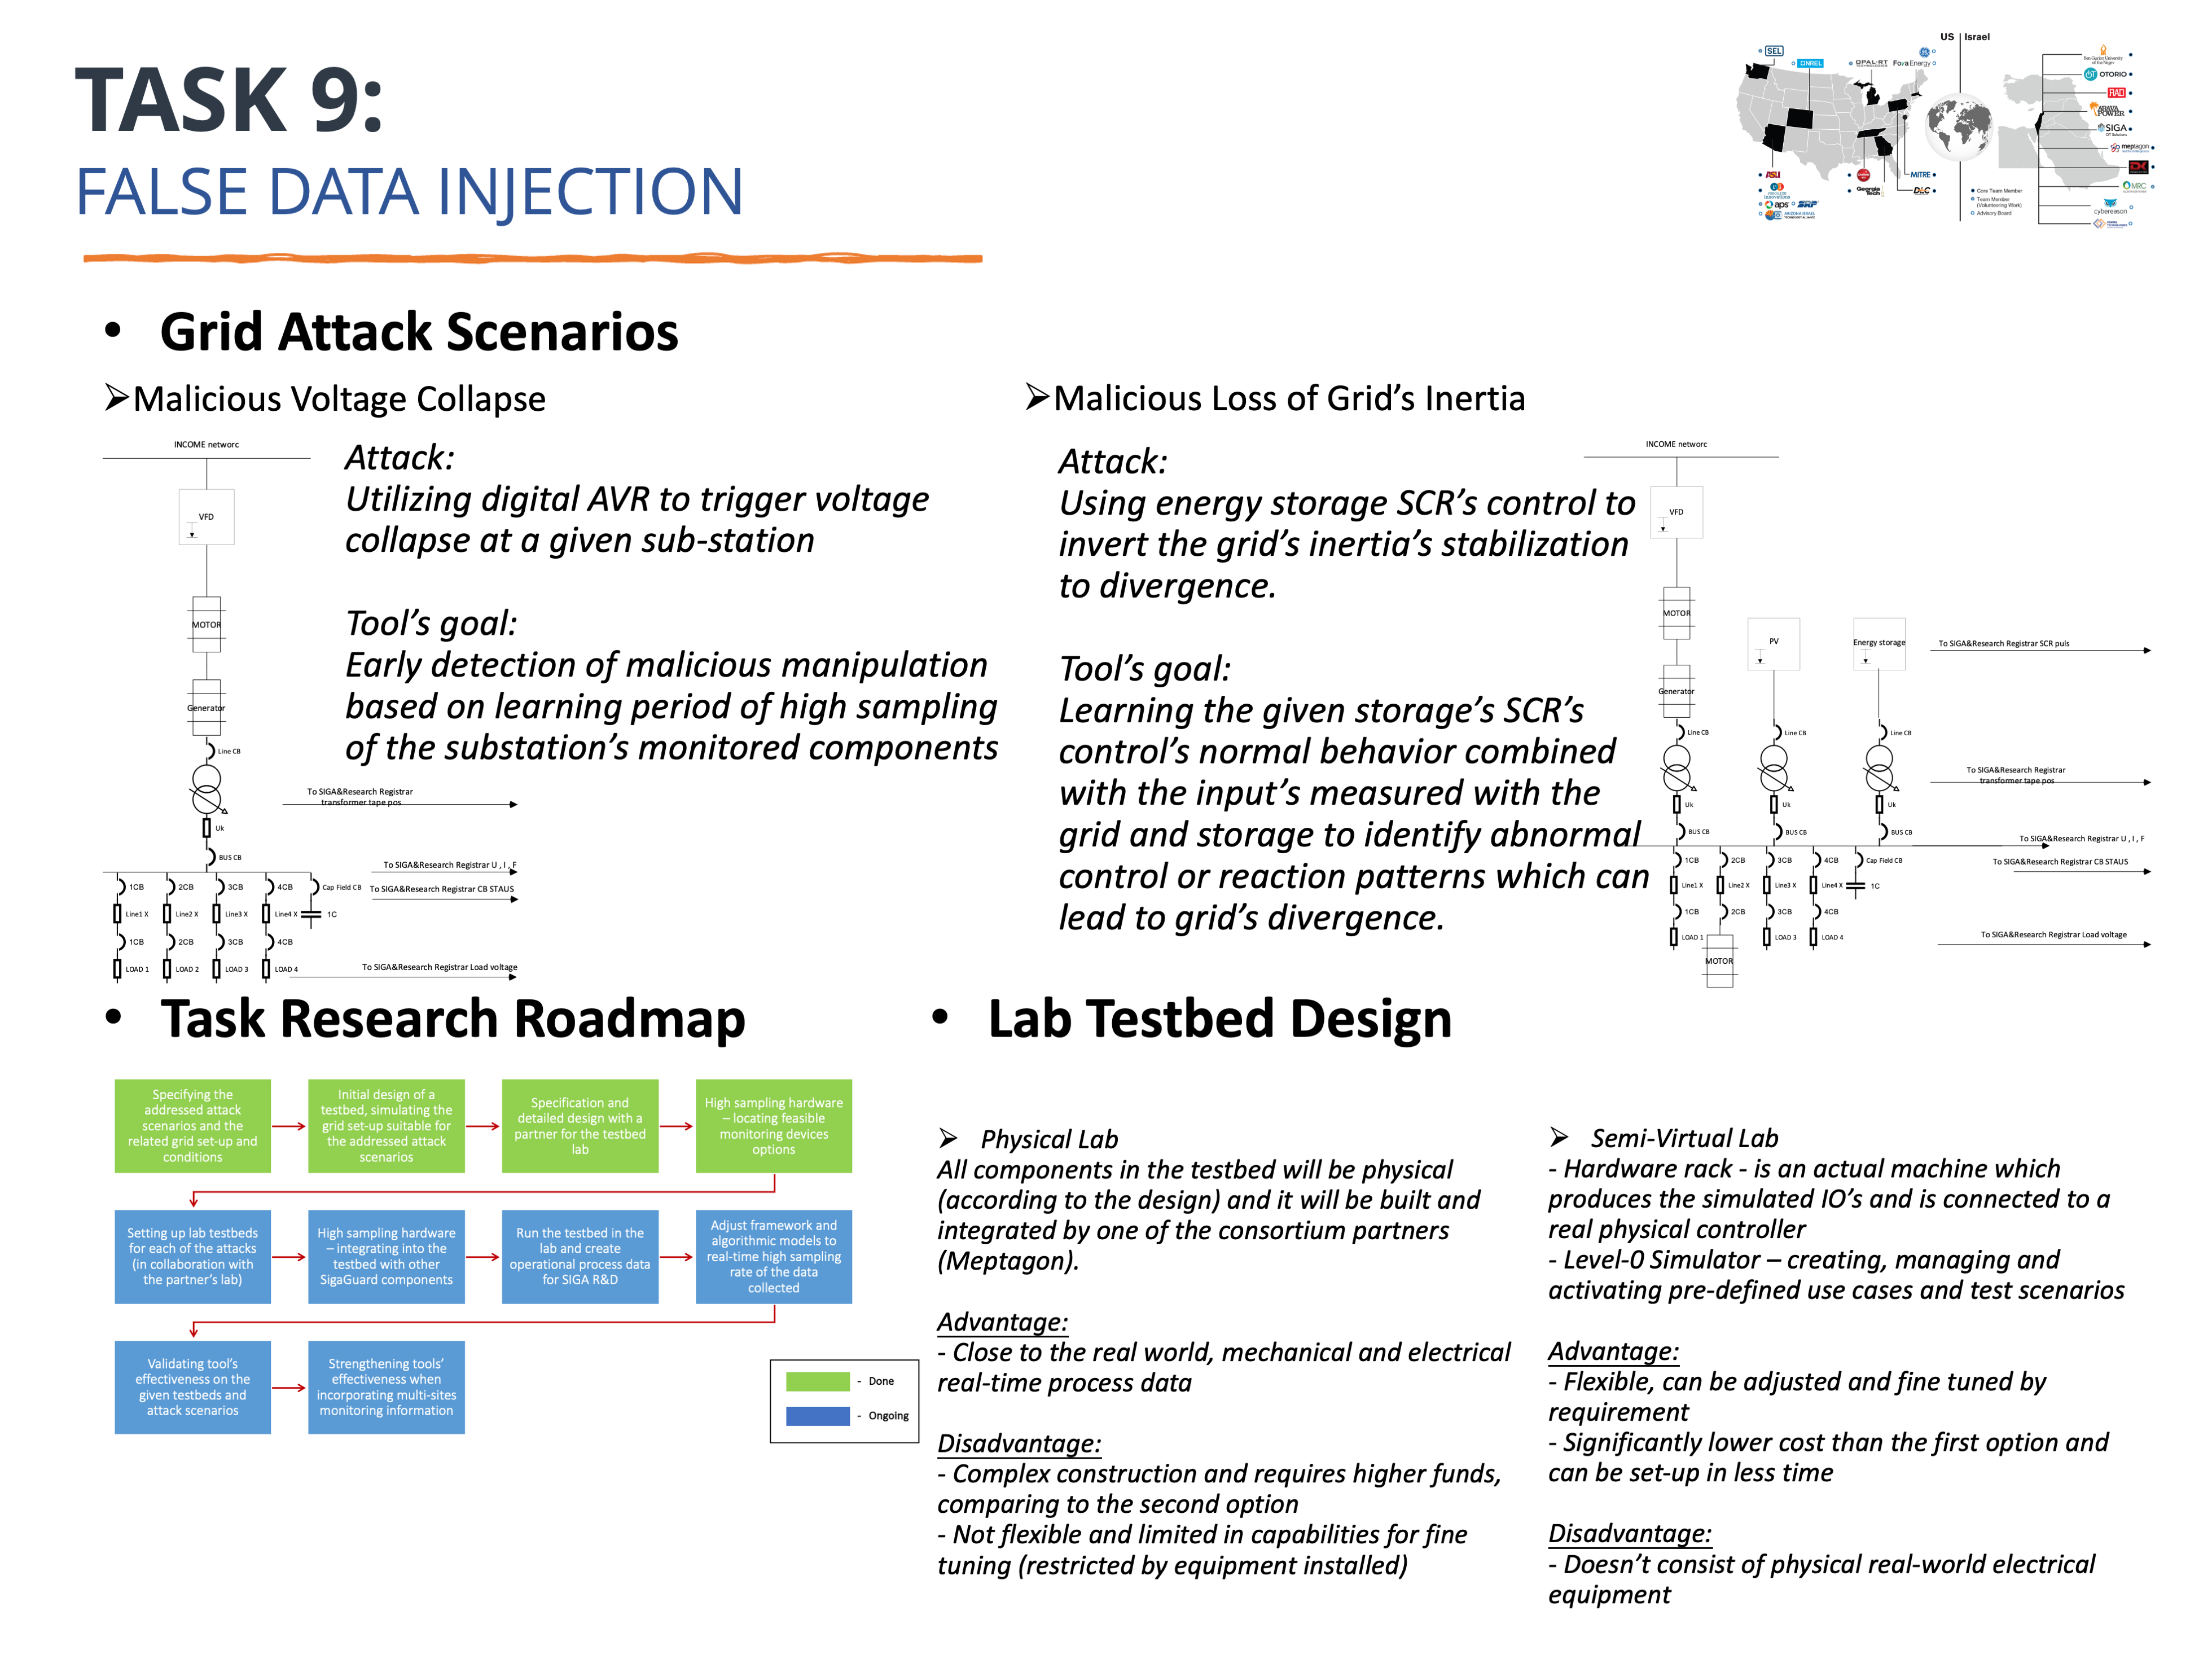 TASK 9:
FALSE DATA INJECTION
US | Israel
SEL
NREL
OPAL-RT
TECHNOLOGIES
FoxaEnergy
ASU
aps
SRP
ARIZONA ISRAEL
TECHNOLOGY ALLIANCE
Georgia
Tech
MITRE
DLC
Core Team Member
Team Member
(Volunteering Work)
Advisory Board
Ben Gurion University
of the Negev
OTORIO
RAD
ARAVA
POWER
SIGA
OT Solutions
meptagon
MRC
cybereason
• Grid Attack Scenarios
➢Malicious Voltage Collapse
INCOME networc
VFD
MOTOR
Generator
Line CB
To SIGA&Research Registrar
transformer tape pos
Uk
BUS CB
To SIGA&Research Registrar U , I , F
1CB 2CB 3CB 4CB Cap Field CB
To SIGA&Research Registrar CB STAUS
Line1 X Line2 X Line3 X Line4 X 1C
1CB 2CB 3CB 4CB
LOAD 1 LOAD 2 LOAD 3 LOAD 4
To SIGA&Research Registrar Load voltage
Attack:
Utilizing digital AVR to trigger voltage
collapse at a given sub-station
Tool’s goal:
Early detection of malicious manipulation
based on learning period of high sampling
of the substation’s monitored components
➢Malicious Loss of Grid’s Inertia
Attack:
Using energy storage SCR’s control to
invert the grid’s inertia’s stabilization
to divergence.
Tool’s goal:
Learning the given storage’s SCR’s
control’s normal behavior combined
with the input’s measured with the
grid and storage to identify abnormal
control or reaction patterns which can
lead to grid’s divergence.
INCOME networc
VFD
MOTOR
PV
Energy storage
To SIGA&Research Registrar SCR puls
Generator
Line CB Line CB Line CB
To SIGA&Research Registrar
transformer tape pos
Uk Uk Uk
BUS CB BUS CB BUS CB
To SIGA&Research Registrar U , I , F
1CB 2CB 3CB 4CB Cap Field CB
To SIGA&Research Registrar CB STAUS
Line1 X Line2 X Line3 X Line4 X 1C
1CB 2CB 3CB 4CB
LOAD 1 LOAD 3 LOAD 4
To SIGA&Research Registrar Load voltage
MOTOR
• Task Research Roadmap
Specifying the
addressed attack
scenarios and the
related grid set-up and
conditions
Initial design of a
testbed, simulating the
grid set-up suitable for
the addressed attack
scenarios
Specification and
detailed design with a
partner for the testbed
lab
High sampling hardware
– locating feasible
monitoring devices
options
Setting up lab testbeds
for each of the attacks
(in collaboration with
the partner’s lab)
High sampling hardware
– integrating into the
testbed with other
SigaGuard components
Run the testbed in the
lab and create
operational process data
for SIGA R&D
Adjust framework and
algorithmic models to
real-time high sampling
rate of the data
collected
Validating tool’s
effectiveness on the
given testbeds and
attack scenarios
Strengthening tools’
effectiveness when
incorporating multi-sites
monitoring information
- Done
- Ongoing
• Lab Testbed Design
➢ Physical Lab
All components in the testbed will be physical
(according to the design) and it will be built and
integrated by one of the consortium partners
(Meptagon).
Advantage:
- Close to the real world, mechanical and electrical
real-time process data
Disadvantage:
- Complex construction and requires higher funds,
comparing to the second option
- Not flexible and limited in capabilities for fine
tuning (restricted by equipment installed)
➢ Semi-Virtual Lab
- Hardware rack - is an actual machine which
produces the simulated IO’s and is connected to a
real physical controller
- Level-0 Simulator – creating, managing and
activating pre-defined use cases and test scenarios
Advantage:
- Flexible, can be adjusted and fine tuned by
requirement
- Significantly lower cost than the first option and
can be set-up in less time
Disadvantage:
- Doesn’t consist of physical real-world electrical
equipment